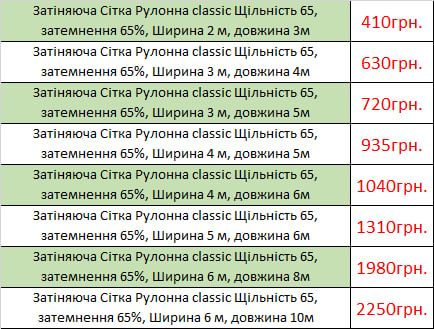 Затіняюча Сітка Рулонна classic Щільність 65,
затемнення 65%, Ширина 2 м, довжина 3м
410грн.
Затіняюча Сітка Рулонна classic Щільність 65,
затемнення 65%, Ширина 3 м, довжина 4м
630грн.
Затіняюча Сітка Рулонна classic Щільність 65,
затемнення 65%, Ширина 3 м, довжина 5м
720грн.
Затіняюча Сітка Рулонна classic Щільність 65,
затемнення 65%, Ширина 4 м, довжина 5м
935грн.
Затіняюча Сітка Рулонна classic Щільність 65,
затемнення 65%, Ширина 4 м, довжина 6м
1040грн.
Затіняюча Сітка Рулонна classic Щільність 65,
затемнення 65%, Ширина 5 м, довжина 6м
1310грн.
Затіняюча Сітка Рулонна classic Щільність 65,
затемнення 65%, Ширина 6 м, довжина 8м
1980грн.
Затіняюча Сітка Рулонна classic Щільність 65,
затемнення 65%, Ширина 6 м, довжина 10м
2250грн.